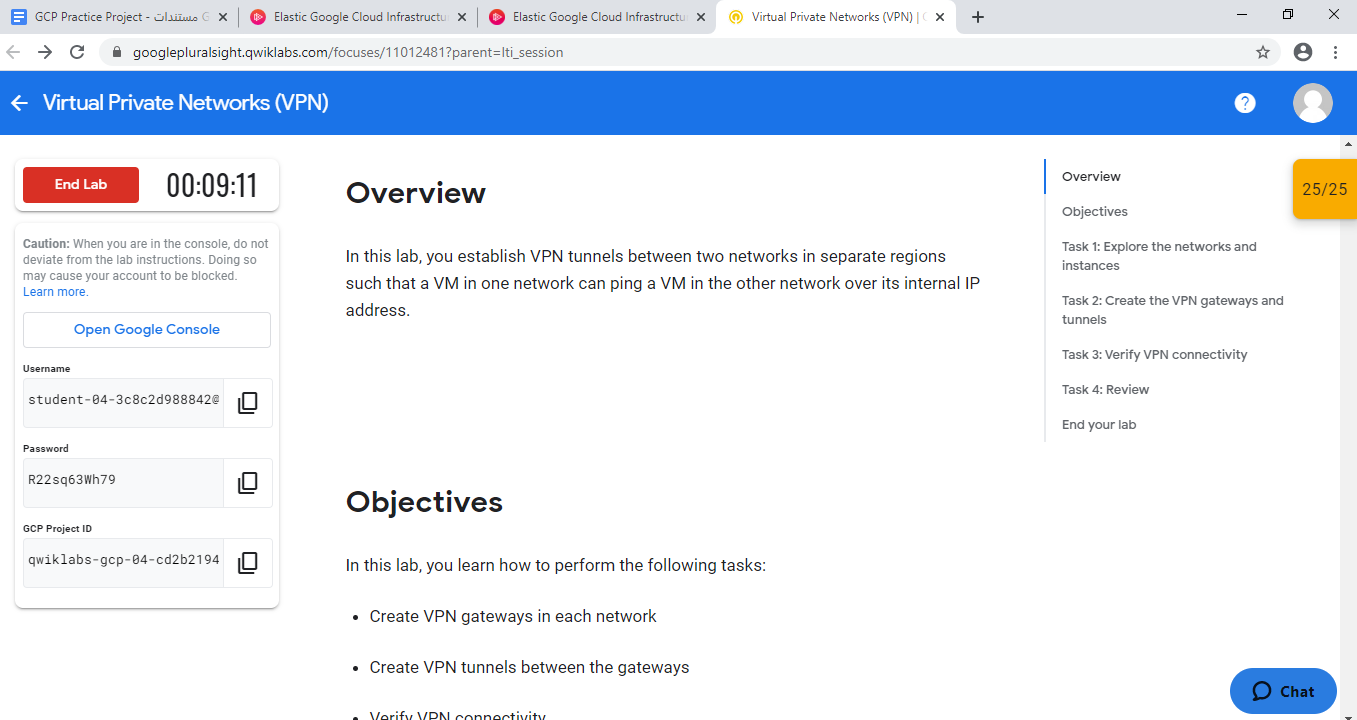 GCP Practice Project - مستندات G
Elastic Google Cloud Infrastructu
Elastic Google Cloud Infrastructu
Virtual Private Networks (VPN) |
googlepluralsight.qwiklabs.com/focuses/11012481?parent=lti_session
Virtual Private Networks (VPN)
End Lab
00:09:11
Caution: When you are in the console, do not
deviate from the lab instructions. Doing so
may cause your account to be blocked.
Learn more.
Open Google Console
Username
student-04-3c8c2d988842@
Password
R22sq63Wh79
GCP Project ID
qwiklabs-gcp-04-cd2b2194
Overview
In this lab, you establish VPN tunnels between two networks in separate regions
such that a VM in one network can ping a VM in the other network over its internal IP
address.
Objectives
In this lab, you learn how to perform the following tasks:
• Create VPN gateways in each network
• Create VPN tunnels between the gateways
• Verify VPN connectivity
Overview
Objectives
Task 1: Explore the networks and
instances
Task 2: Create the VPN gateways and
tunnels
Task 3: Verify VPN connectivity
Task 4: Review
End your lab
25/25
Chat